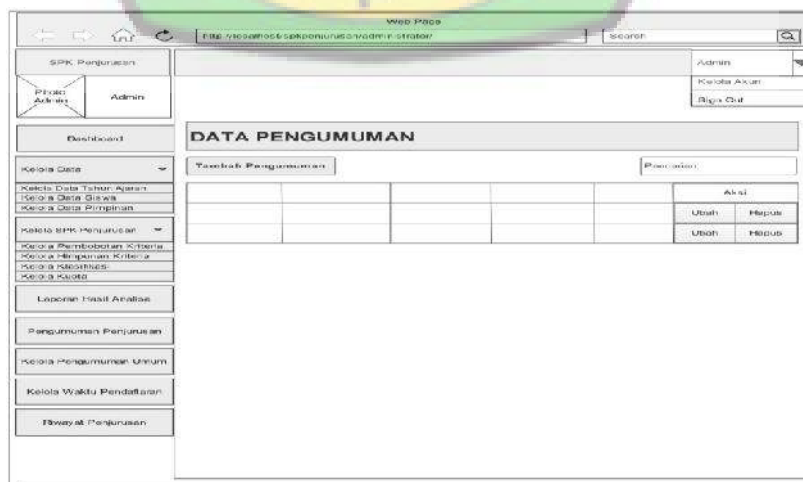 Web Page
http://localhost/spkpenjurusan/administrator/
Search
SPK Penjurusan
Admin
Kelola Akun
Sign Out
Photo
Admin
Admin
Dashboard
DATA PENGUMUMAN
Kelola Data
Tambah Pengumuman
Pencarian
Kelola Data Tahun Ajaran
Kelola Data Siswa
Kelola Data Pimpinan
Aksi
Ubah
Hapus
Ubah
Hapus
Kelola SPK Penjurusan
Kelola Pembobotan Kriteria
Kelola Himpunan Kriteria
Kelola Klasifikasi
Kelola Kuota
Laporan Hasil Analisa
Pengumuman Penjurusan
Kelola Pengumuman Umum
Kelola Waktu Pendaftaran
Riwayat Penjurusan